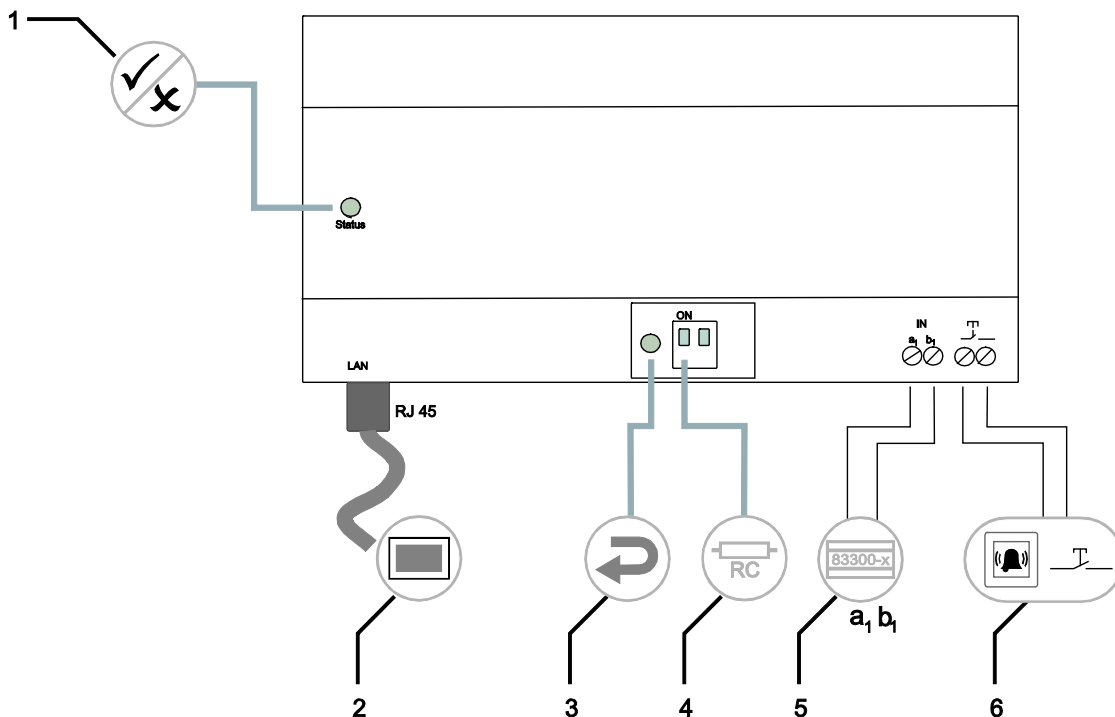 1
Status
ON
IN
a₁ b₁
LAN
RJ 45
RC
83300-x
a₁ b₁
2
3
4
5
6